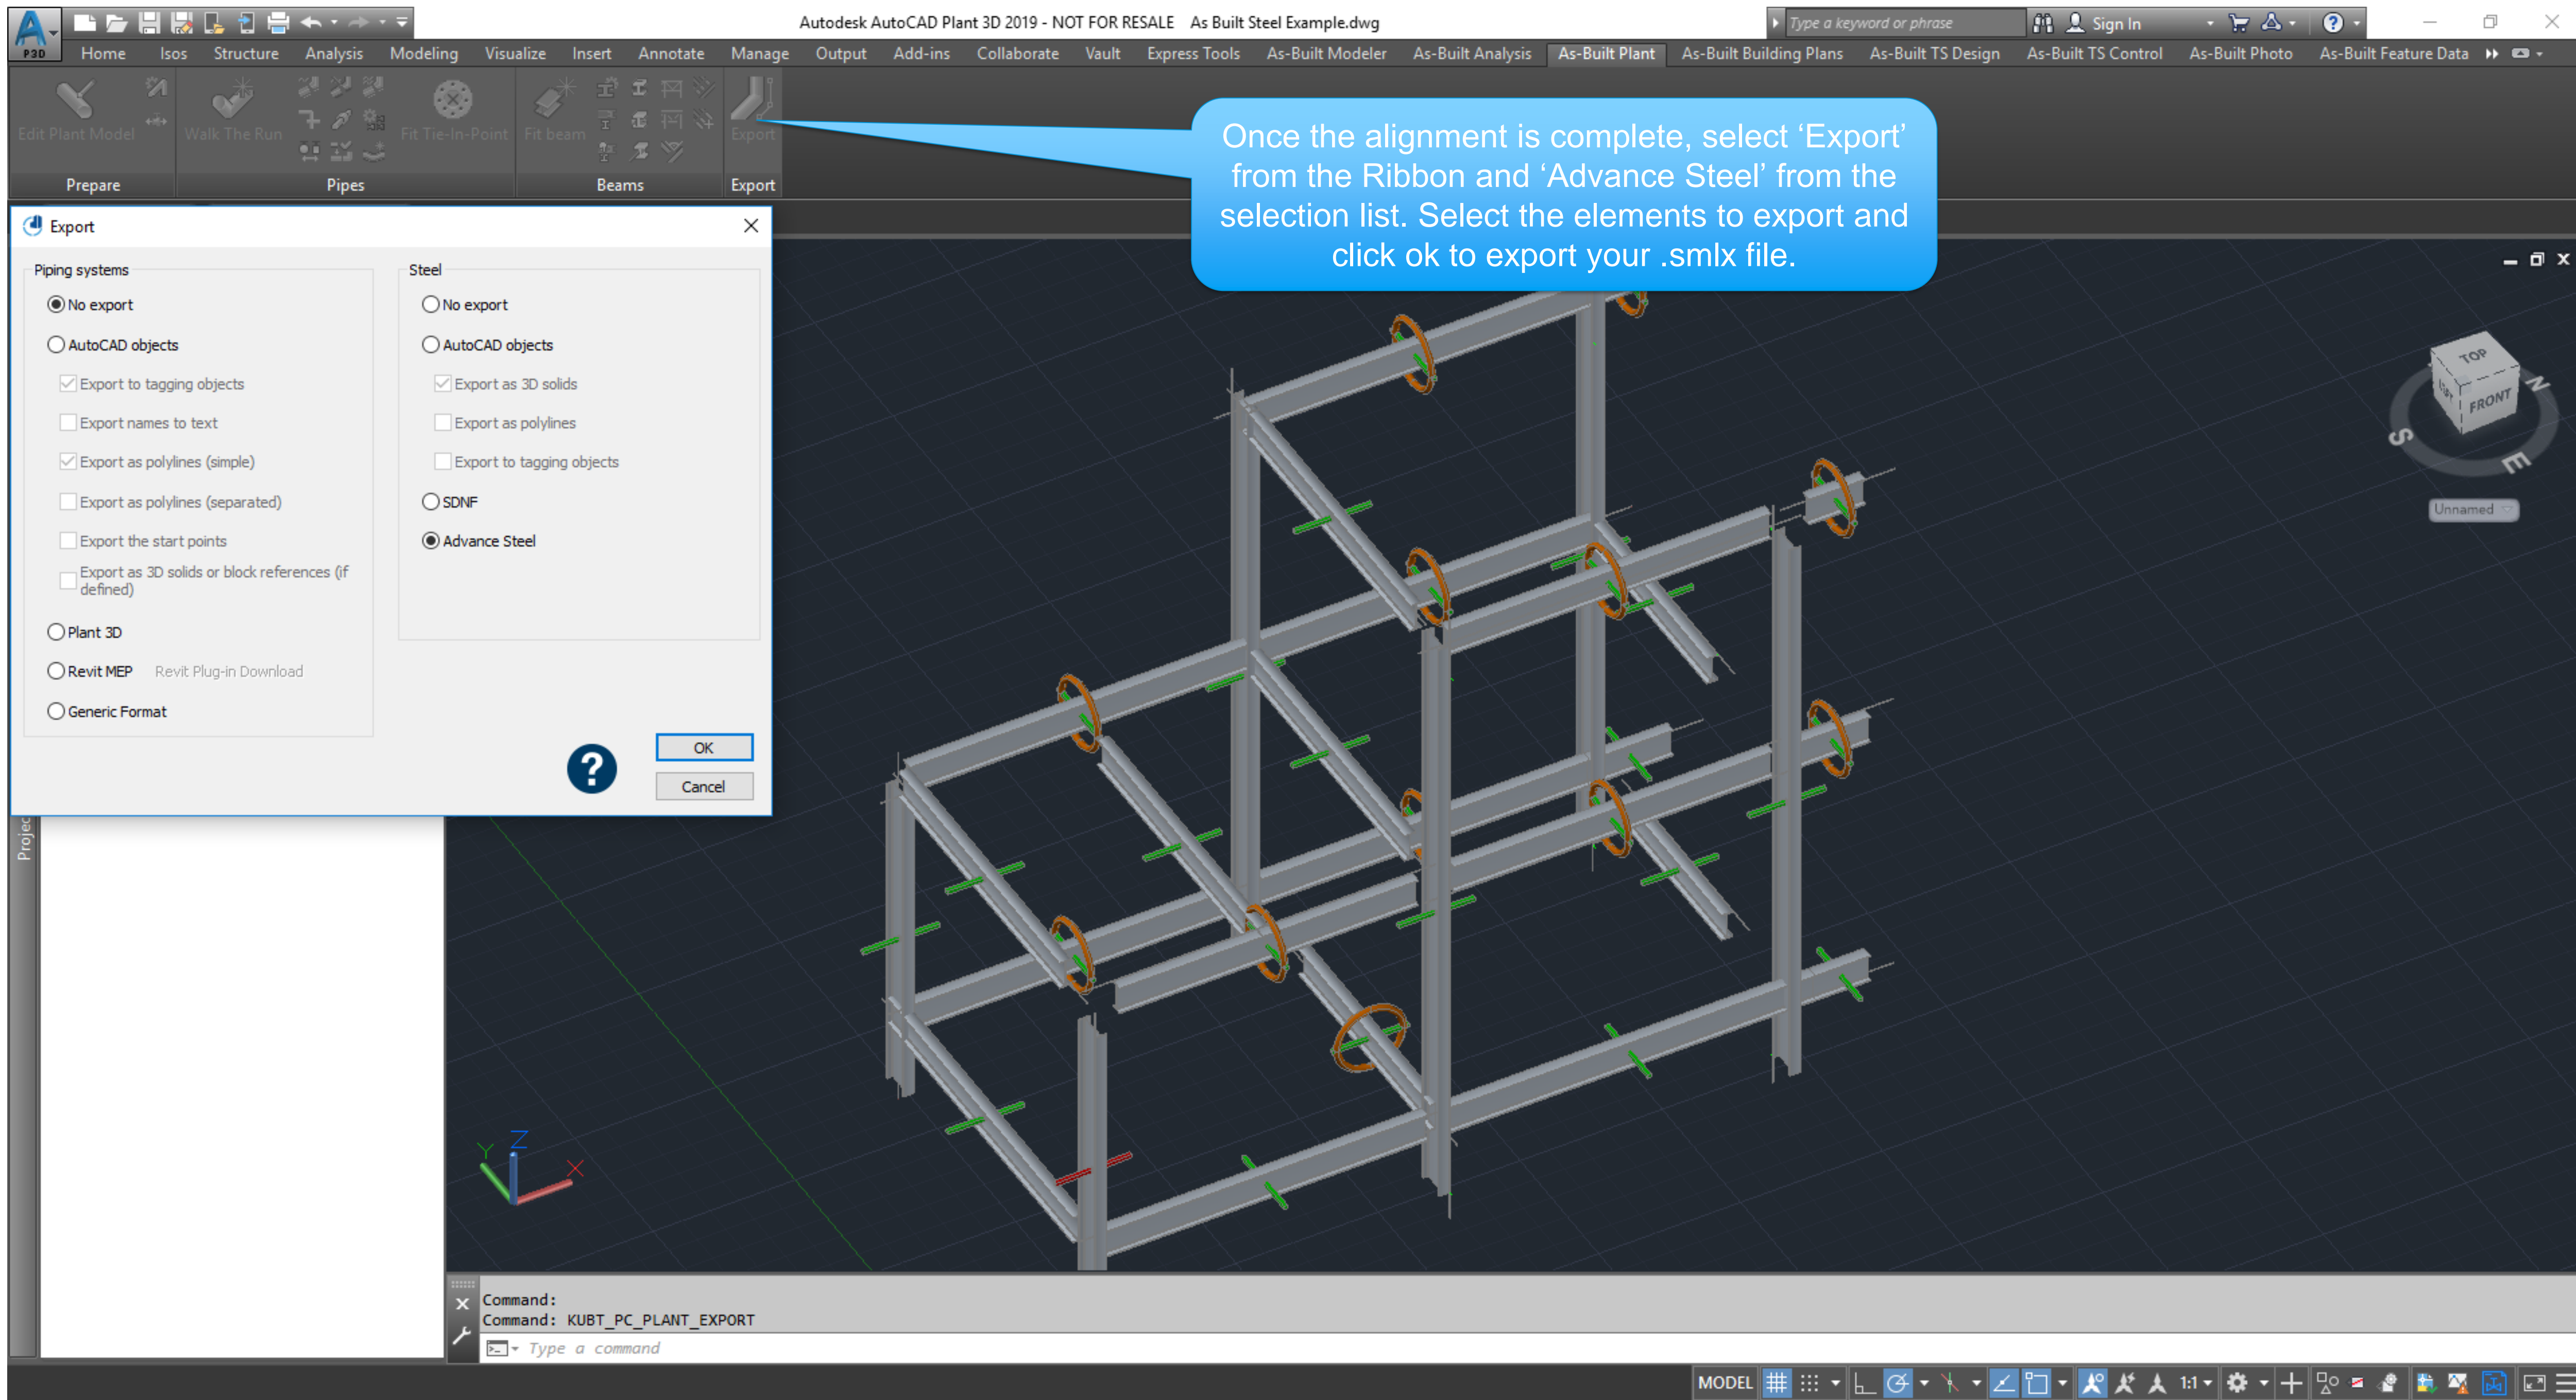 Autodesk AutoCAD Plant 3D 2019 - NOT FOR RESALE As Built Steel Example.dwg
Type a keyword or phrase
Sign In
P3D
Home Isos Structure Analysis Modeling Visualize Insert Annotate Manage Output Add-ins Collaborate Vault Express Tools As-Built Modeler As-Built Analysis As-Built Plant As-Built Building Plans As-Built TS Design As-Built TS Control As-Built Photo As-Built Feature Data
Edit Plant Model
Walk The Run
Fit Tie-In-Point
Fit beam
Export
Prepare
Pipes
Beams
Export
Once the alignment is complete, select ‘Export’
from the Ribbon and ‘Advance Steel’ from the
selection list. Select the elements to export and
click ok to export your .smlx file.
Export
Piping systems
No export
AutoCAD objects
Export to tagging objects
Export names to text
Export as polylines (simple)
Export as polylines (separated)
Export the start points
Export as 3D solids or block references (if
defined)
Plant 3D
Revit MEP Revit Plug-in Download
Generic Format
Steel
No export
AutoCAD objects
Export as 3D solids
Export as polylines
Export to tagging objects
SDNF
Advance Steel
?
OK
Cancel
TOP
FRONT
N
S
E
Unnamed
Projec
Y
Z
X
Command:
Command: KUBT_PC_PLANT_EXPORT
Type a command
MODEL
1:1